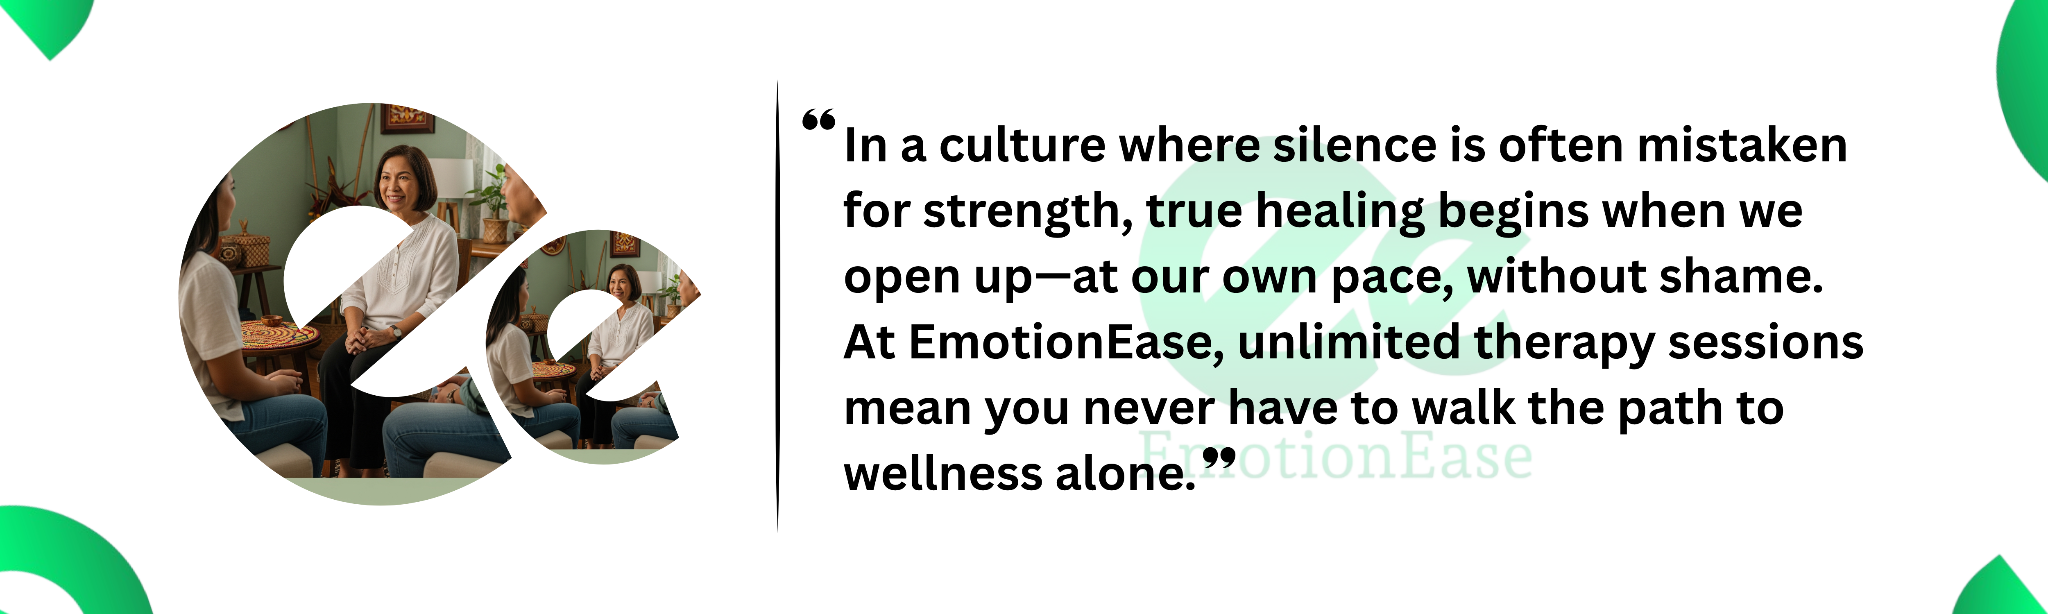 “In a culture where silence is often mistaken
for strength, true healing begins when we
open up—at our own pace, without shame.
At EmotionEase, unlimited therapy sessions
mean you never have to walk the path to
wellness alone.”
EmotionEase